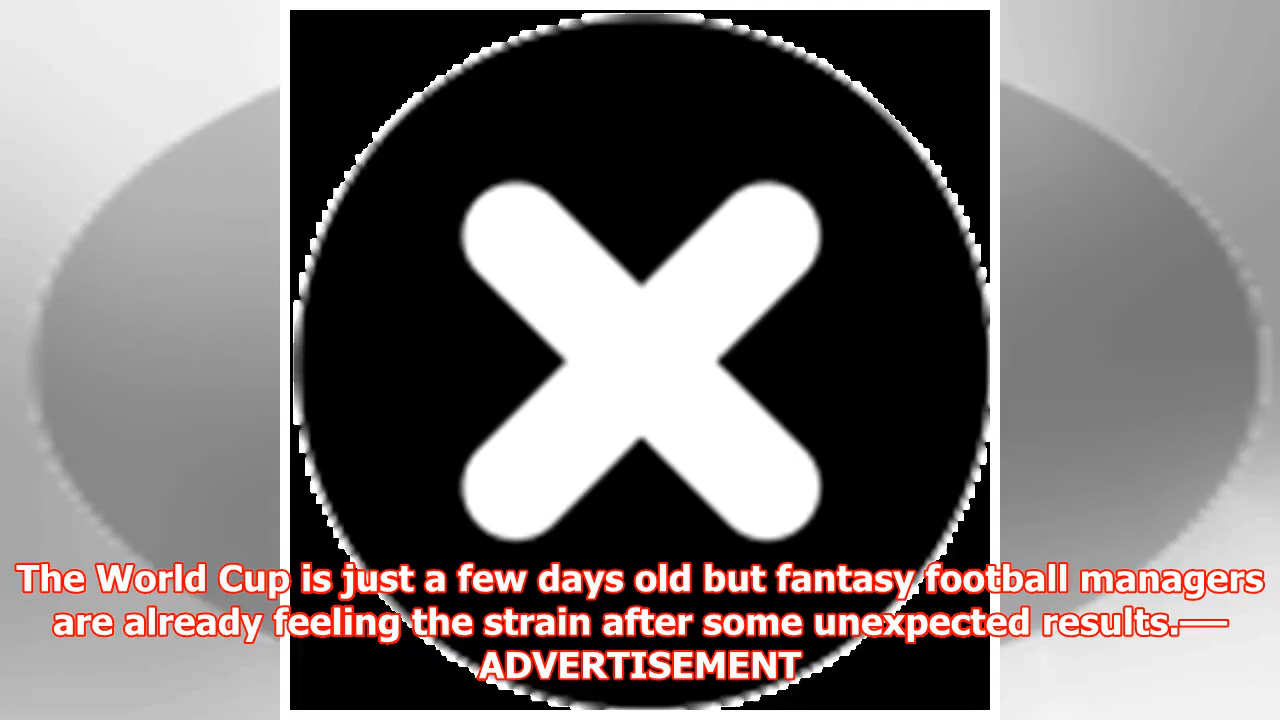 The World Cup is just a few days old but fantasy football managers
are already feeling the strain after some unexpected results.—
ADVERTISEMENT